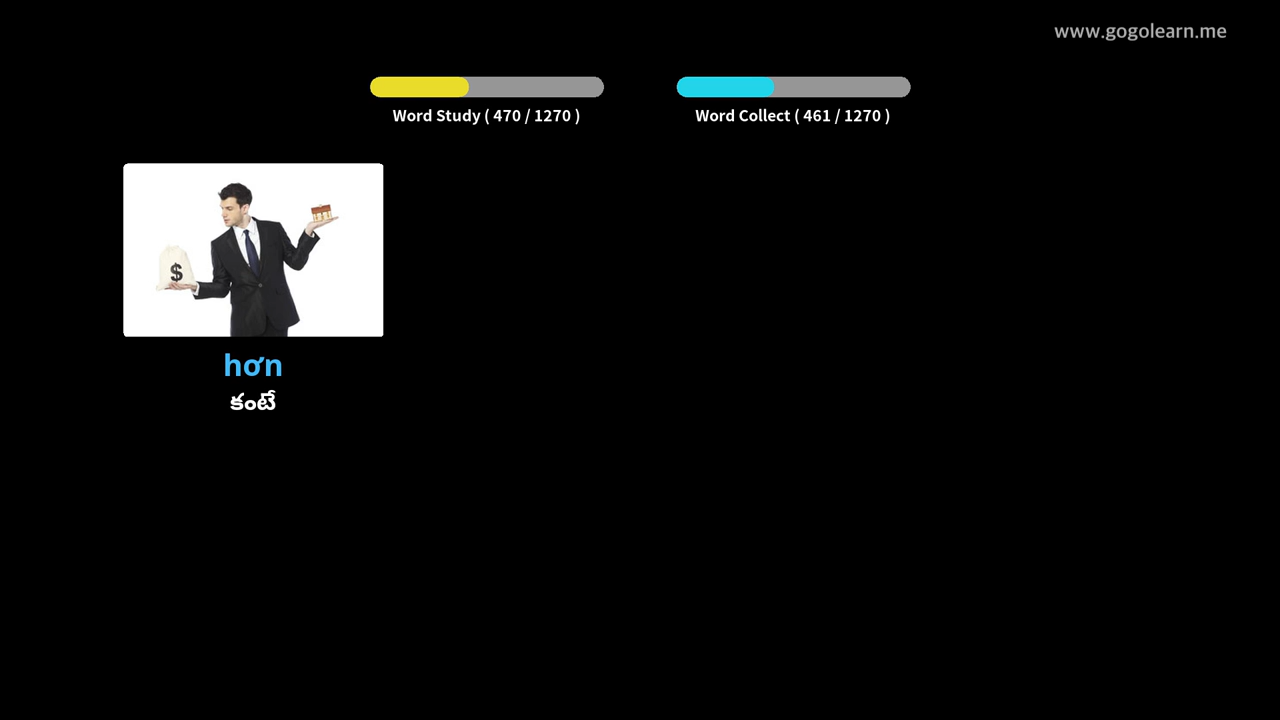 www.gogolearn.me
Word Study ( 470 / 1270 )
Word Collect ( 461 / 1270 )
$
hơn
కంటే